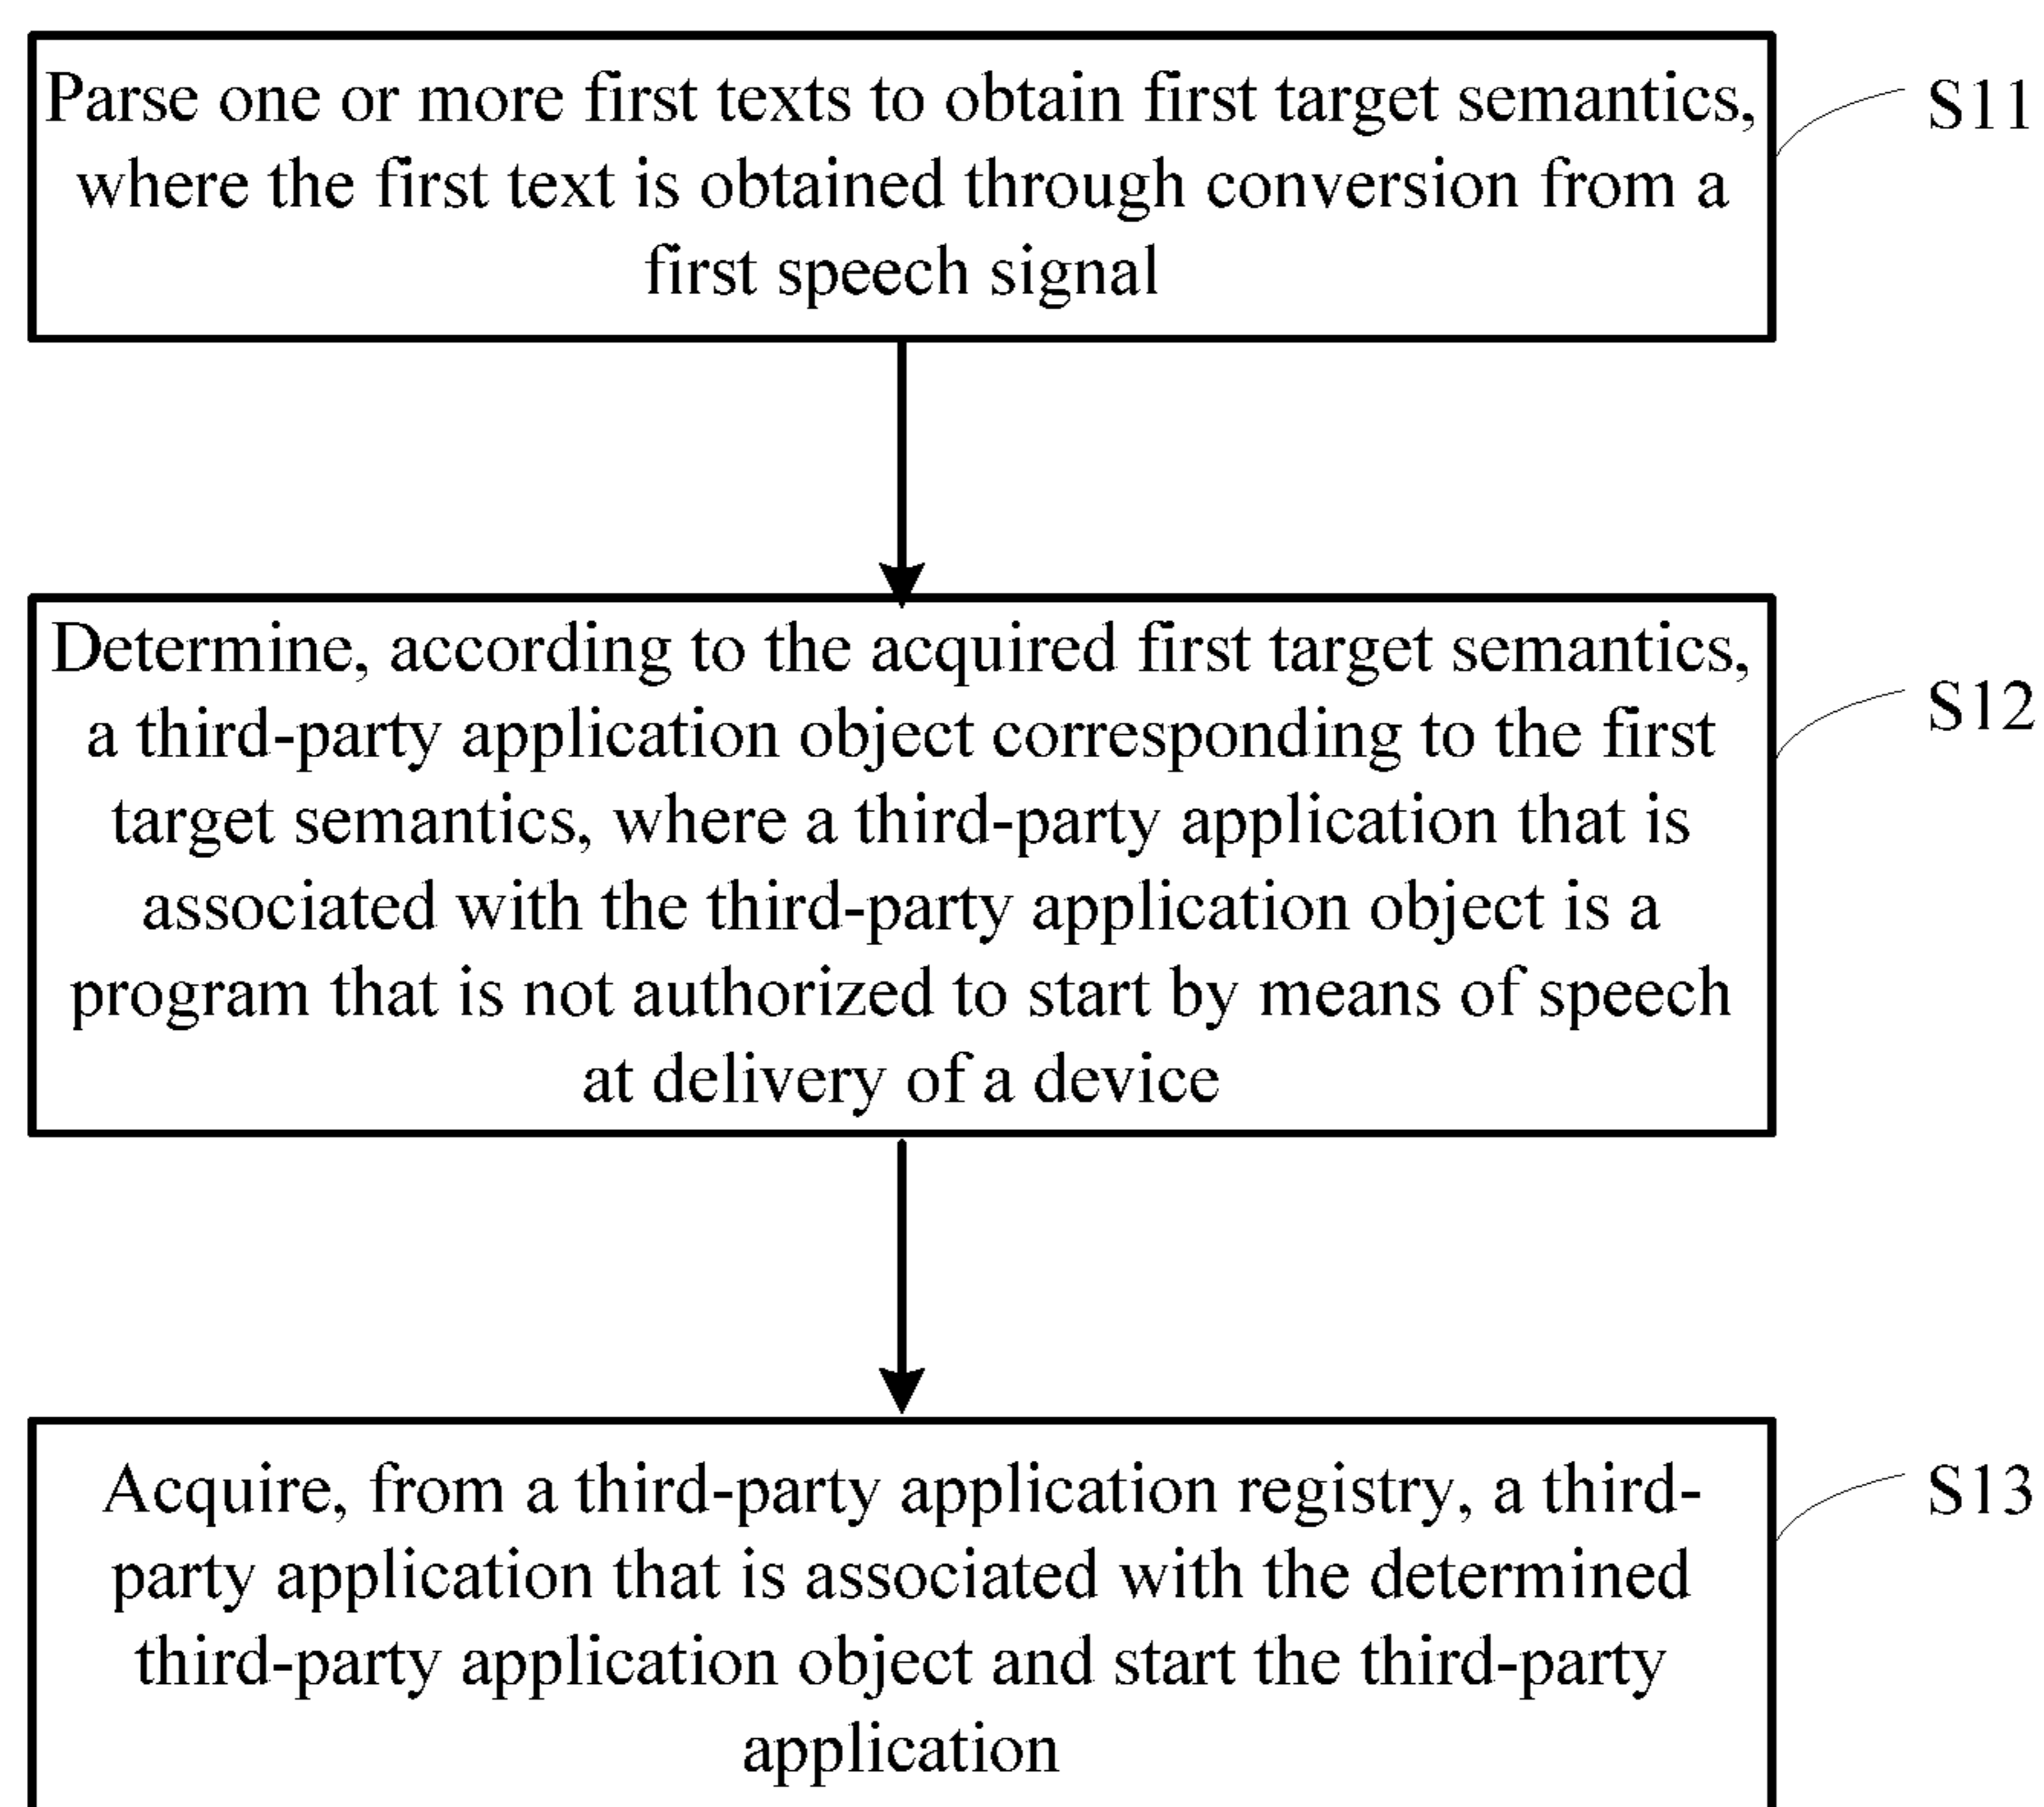 Parse one or more first texts to obtain first target semantics,
where the first text is obtained through conversion from a
first speech signal
S11
Determine, according to the acquired first target semantics,
a third-party application object corresponding to the first
target semantics, where a third-party application that is
associated with the third-party application object is a
program that is not authorized to start by means of speech
at delivery of a device
S12
Acquire, from a third-party application registry, a third-
party application that is associated with the determined
third-party application object and start the third-party
application
S13